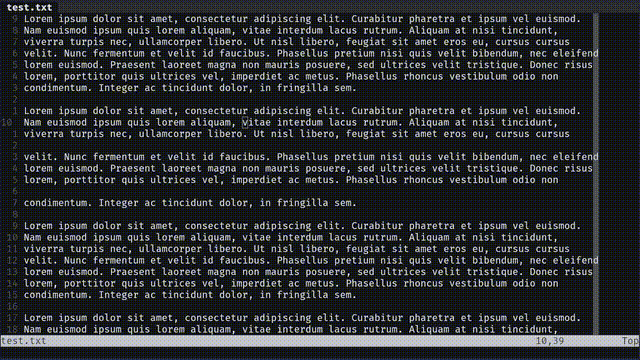 test.txt
9 Lorem ipsum dolor sit amet, consectetur adipiscing elit. Curabitur pharetra et ipsum vel euismod.
8 Nam euismod ipsum quis lorem aliquam, vitae interdum lacus rutrum. Aliquam at nisi tincidunt,
7 viverra turpis nec, ullamcorper libero. Ut nisl libero, feugiat sit amet eros eu, cursus cursus
6 velit. Nunc fermentum et velit id faucibus. Phasellus pretium nisi quis velit bibendum, nec eleifend
5 lorem euismod. Praesent laoreet magna non mauris posuere, sed ultrices velit tristique. Donec risus
4 lorem, porttitor quis ultrices vel, imperdiet ac metus. Phasellus rhoncus vestibulum odio non
3 condimentum. Integer ac tincidunt dolor, in fringilla sem.
2
1 Lorem ipsum dolor sit amet, consectetur adipiscing elit. Curabitur pharetra et ipsum vel euismod.
10 Nam euismod ipsum quis lorem aliquam, vitae interdum lacus rutrum. Aliquam at nisi tincidunt,
1 viverra turpis nec, ullamcorper libero. Ut nisl libero, feugiat sit amet eros eu, cursus cursus
2
3 velit. Nunc fermentum et velit id faucibus. Phasellus pretium nisi quis velit bibendum, nec eleifend
4 lorem euismod. Praesent laoreet magna non mauris posuere, sed ultrices velit tristique. Donec risus
5 lorem, porttitor quis ultrices vel, imperdiet ac metus. Phasellus rhoncus vestibulum odio non
6
7 condimentum. Integer ac tincidunt dolor, in fringilla sem.
8
9 Lorem ipsum dolor sit amet, consectetur adipiscing elit. Curabitur pharetra et ipsum vel euismod.
10 Nam euismod ipsum quis lorem aliquam, vitae interdum lacus rutrum. Aliquam at nisi tincidunt,
11 viverra turpis nec, ullamcorper libero. Ut nisl libero, feugiat sit amet eros eu, cursus cursus
12 velit. Nunc fermentum et velit id faucibus. Phasellus pretium nisi quis velit bibendum, nec eleifend
13 lorem euismod. Praesent laoreet magna non mauris posuere, sed ultrices velit tristique. Donec risus
14 lorem, porttitor quis ultrices vel, imperdiet ac metus. Phasellus rhoncus vestibulum odio non
15 condimentum. Integer ac tincidunt dolor, in fringilla sem.
16
17 Lorem ipsum dolor sit amet, consectetur adipiscing elit. Curabitur pharetra et ipsum vel euismod.
18 Nam euismod ipsum quis lorem aliquam, vitae interdum lacus rutrum. Aliquam at nisi tincidunt,
test.txt 10,39 Top